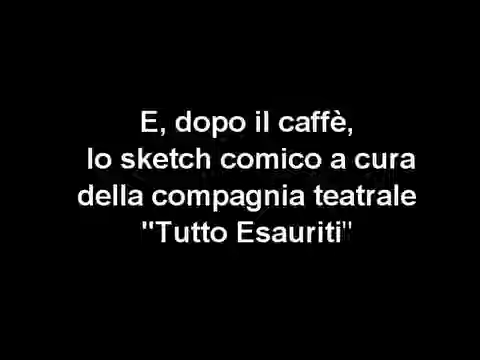 E, dopo il caffè,
lo sketch comico a cura
della compagnia teatrale
"Tutto Esauriti"